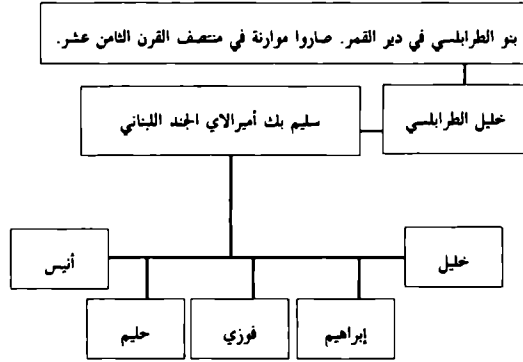 بنو الطرابلسي في دير القمر. صاروا موارنة في منتصف القرن الثامن عشر.
خليل الطرابلسي
سليم بك أميرالاي الجند اللبناني
خليل
أنيس
إبراهيم
فوزي
حليم